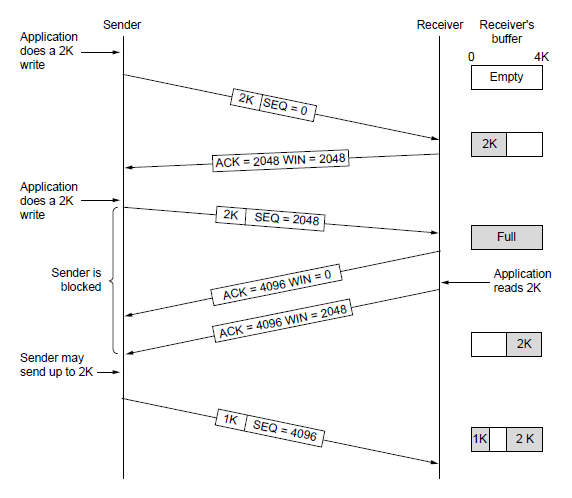 Sender
Receiver
Receiver's
buffer
Application
does a 2K
write
0
4K
Empty
2K
SEQ = 0
2K
ACK = 2048 WIN = 2048
Application
does a 2K
write
2K
SEQ = 2048
Full
Sender is
blocked
ACK = 4096 WIN = 0
Application
reads 2K
ACK = 4096 WIN = 2048
2K
Sender may
send up to 2K
1K
SEQ = 4096
1K
2 K